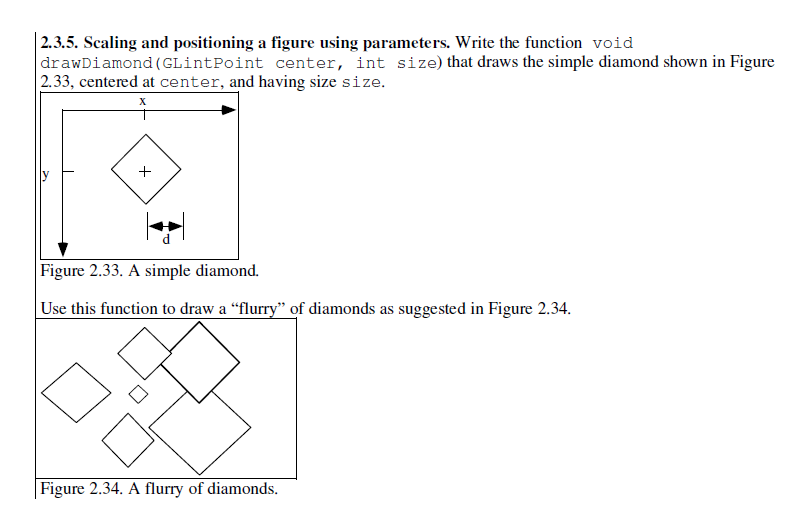 2.3.5. Scaling and positioning a figure using parameters. Write the function void
drawDiamond(GLintPoint center, int size) that draws the simple diamond shown in Figure
2.33, centered at center, and having size size.
x
y
d
Figure 2.33. A simple diamond.
Use this function to draw a “flurry” of diamonds as suggested in Figure 2.34.
Figure 2.34. A flurry of diamonds.